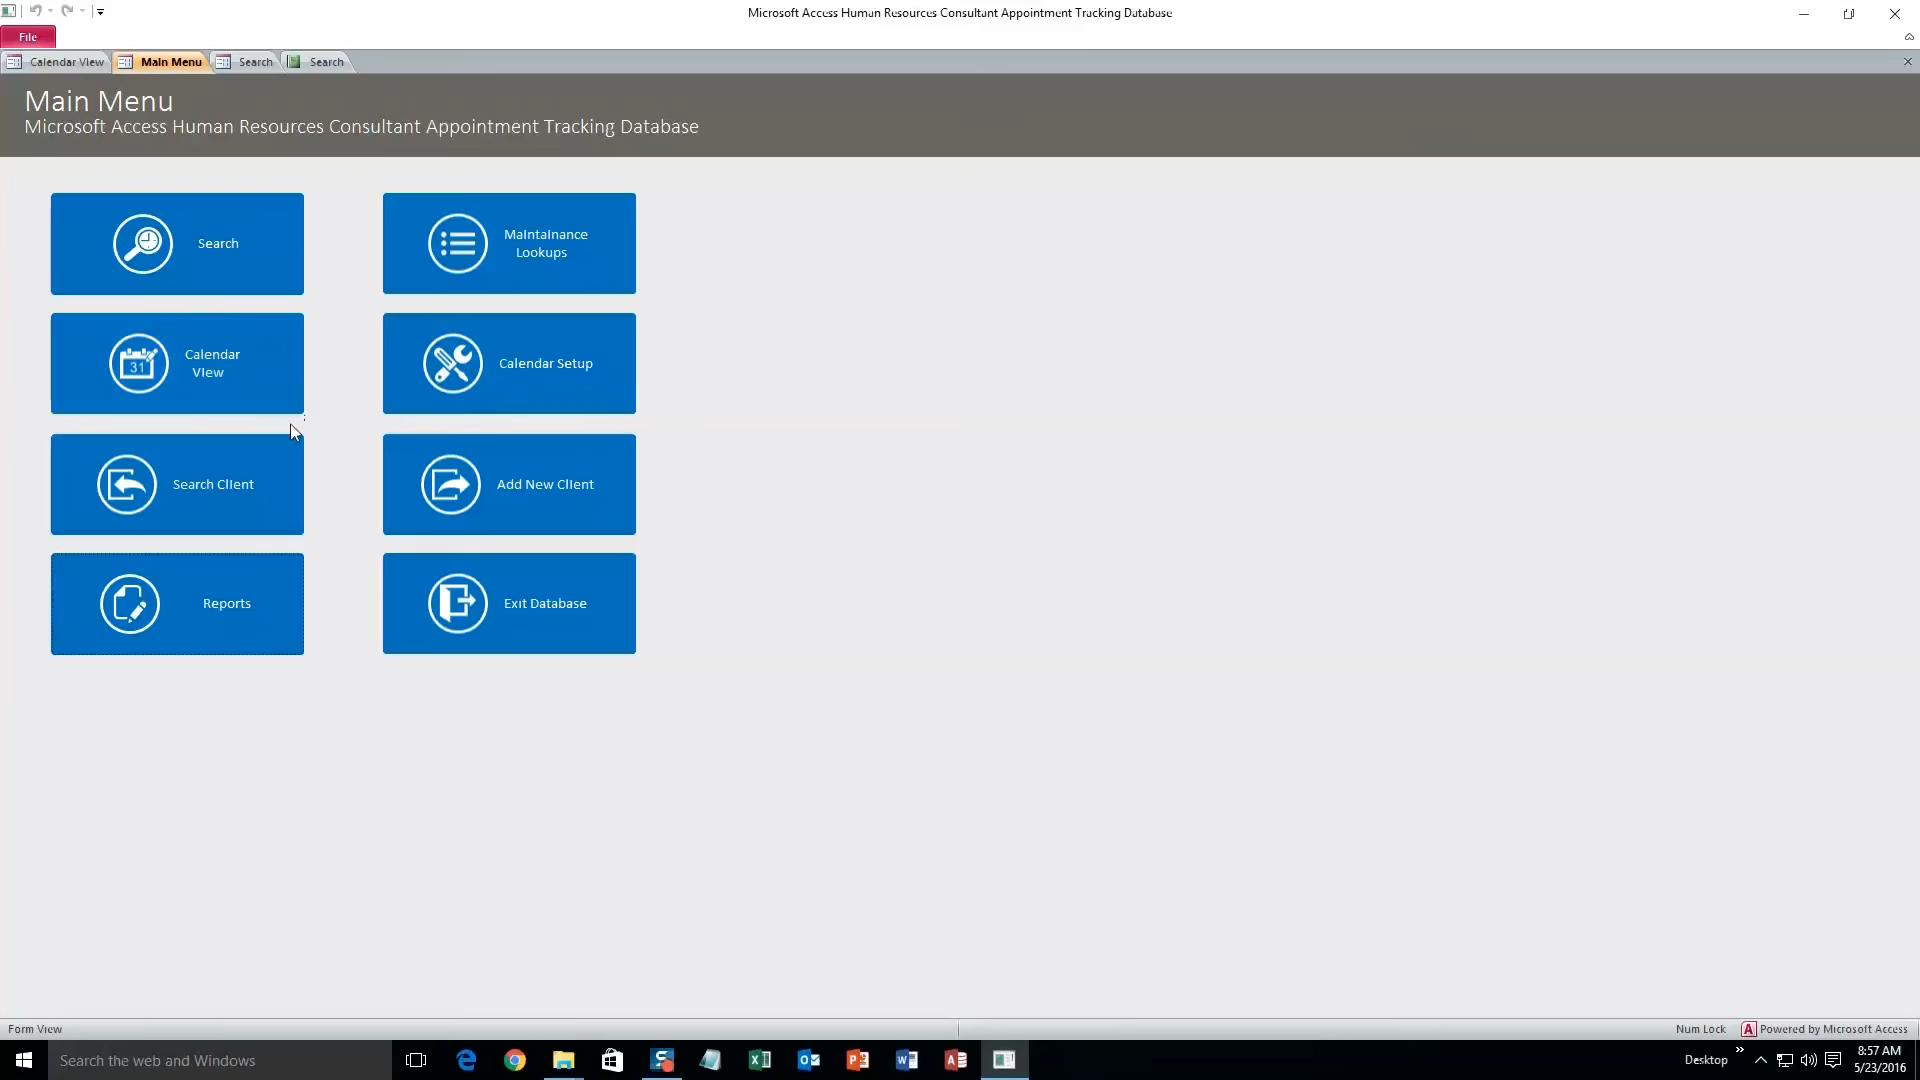 Microsoft Access Human Resources Consultant Appointment Tracking Database
File
Calendar View
Main Menu
Search
Search
Main Menu
Microsoft Access Human Resources Consultant Appointment Tracking Database
Search
Maintainance
Lookups
Calendar
View
31
Calendar Setup
Search Client
Add New Client
Reports
Exit Database
Form View
Num Lock
Powered by Microsoft Access
Search the web and Windows
Desktop
8:57 AM
5/23/2016